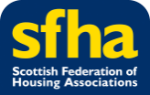 sfha
Scottish Federation of
Housing Associations